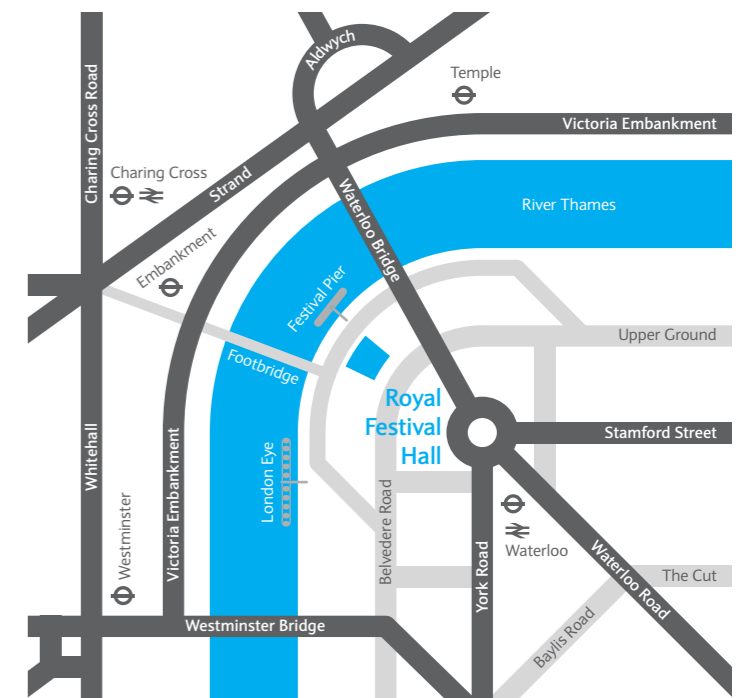 Aldwych
Temple
Charing Cross Road
Victoria Embankment
Charing Cross
Strand
Waterloo Bridge
River Thames
Embankment
Festival Pier
Upper Ground
Footbridge
Royal
Festival
Hall
Stamford Street
Whitehall
London Eye
Victoria Embankment
Westminster
Belvedere Road
Waterloo
York Road
Waterloo Road
The Cut
Westminster Bridge
Baylis Road